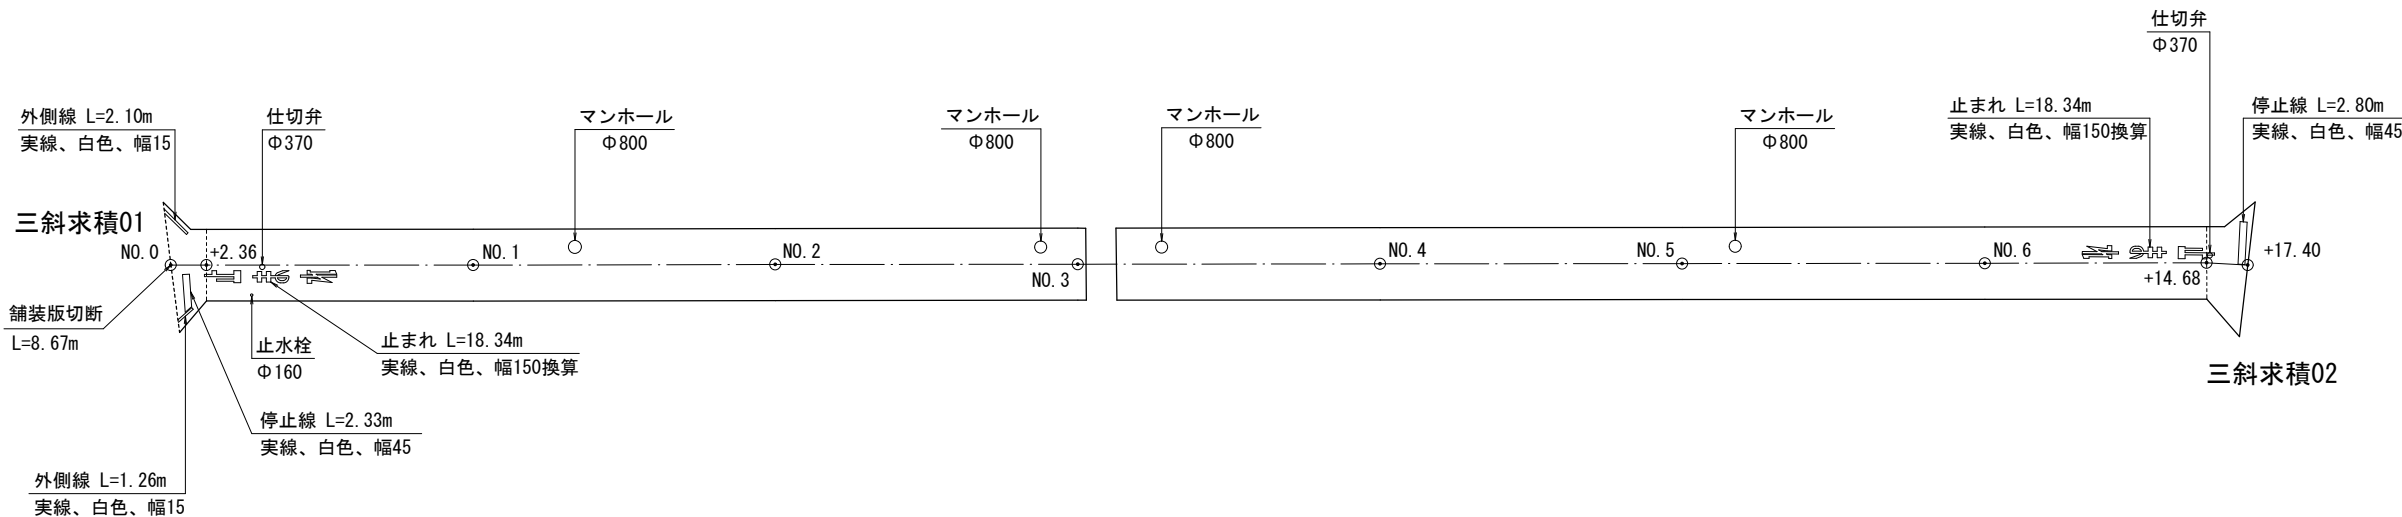 仕切弁
Φ370
外側線 L=2.10m
実線、白色、幅15
仕切弁
Φ370
マンホール
Φ800
マンホール
Φ800
マンホール
Φ800
マンホール
Φ800
止まれ L=18.34m
実線、白色、幅150換算
停止線 L=2.80m
実線、白色、幅45
三斜求積01
NO.0
+2.36
NO.1
NO.2
NO.3
NO.4
NO.5
NO.6
+14.68
+17.40
止まれ
止まれ
舗装版切断
L=8.67m
止水栓
Φ160
止まれ L=18.34m
実線、白色、幅150換算
三斜求積02
停止線 L=2.33m
実線、白色、幅45
外側線 L=1.26m
実線、白色、幅15